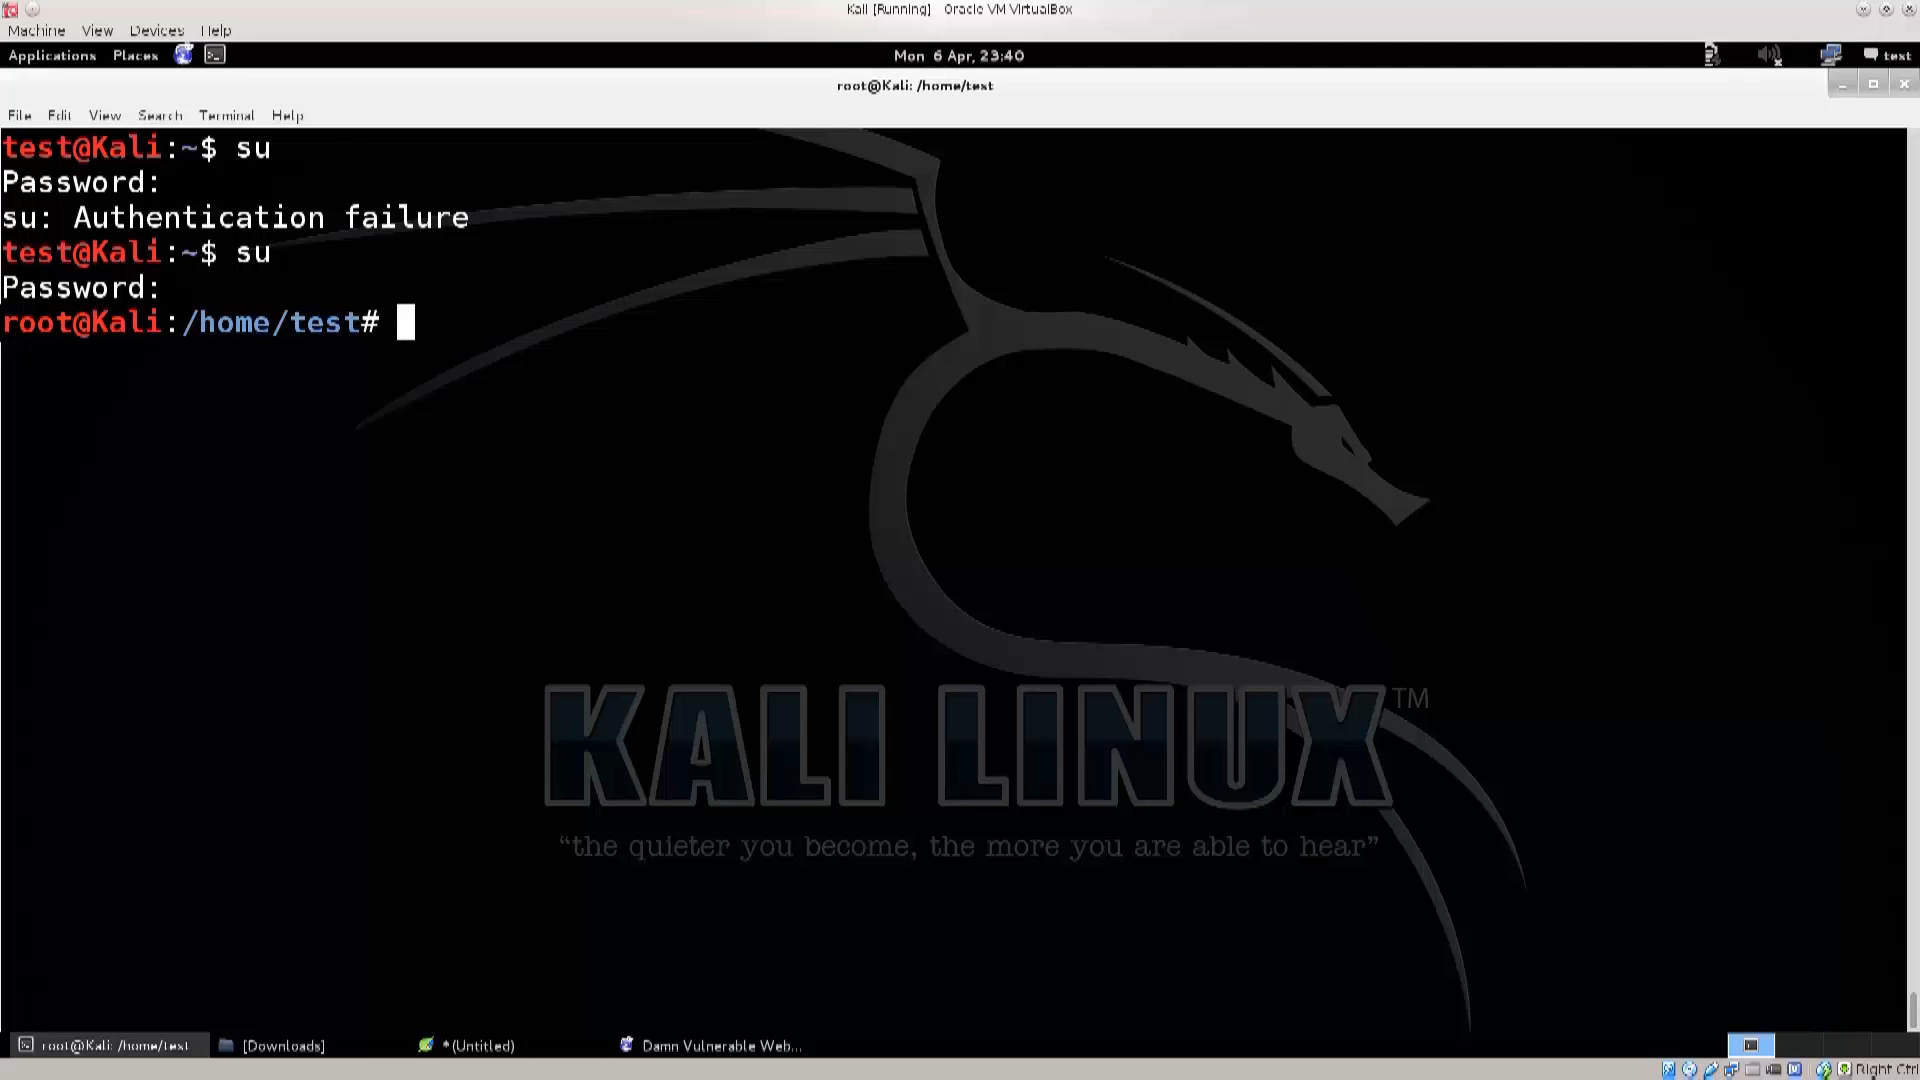 Kali [Running] Oracle VM VirtualBox
Machine View Devices Help
Applications Places Mon 6 Apr, 23:40 test
root@Kali: /home/test
File Edit View Search Terminal Help
test@Kali:~$ su
Password:
su: Authentication failure
test@Kali:~$ su
Password:
root@Kali:/home/test#
KALI LINUX TM
“the quieter you become, the more you are able to hear”
root@Kali: /home/test [Downloads] *(Untitled) Damn Vulnerable Web...
Right Ctrl